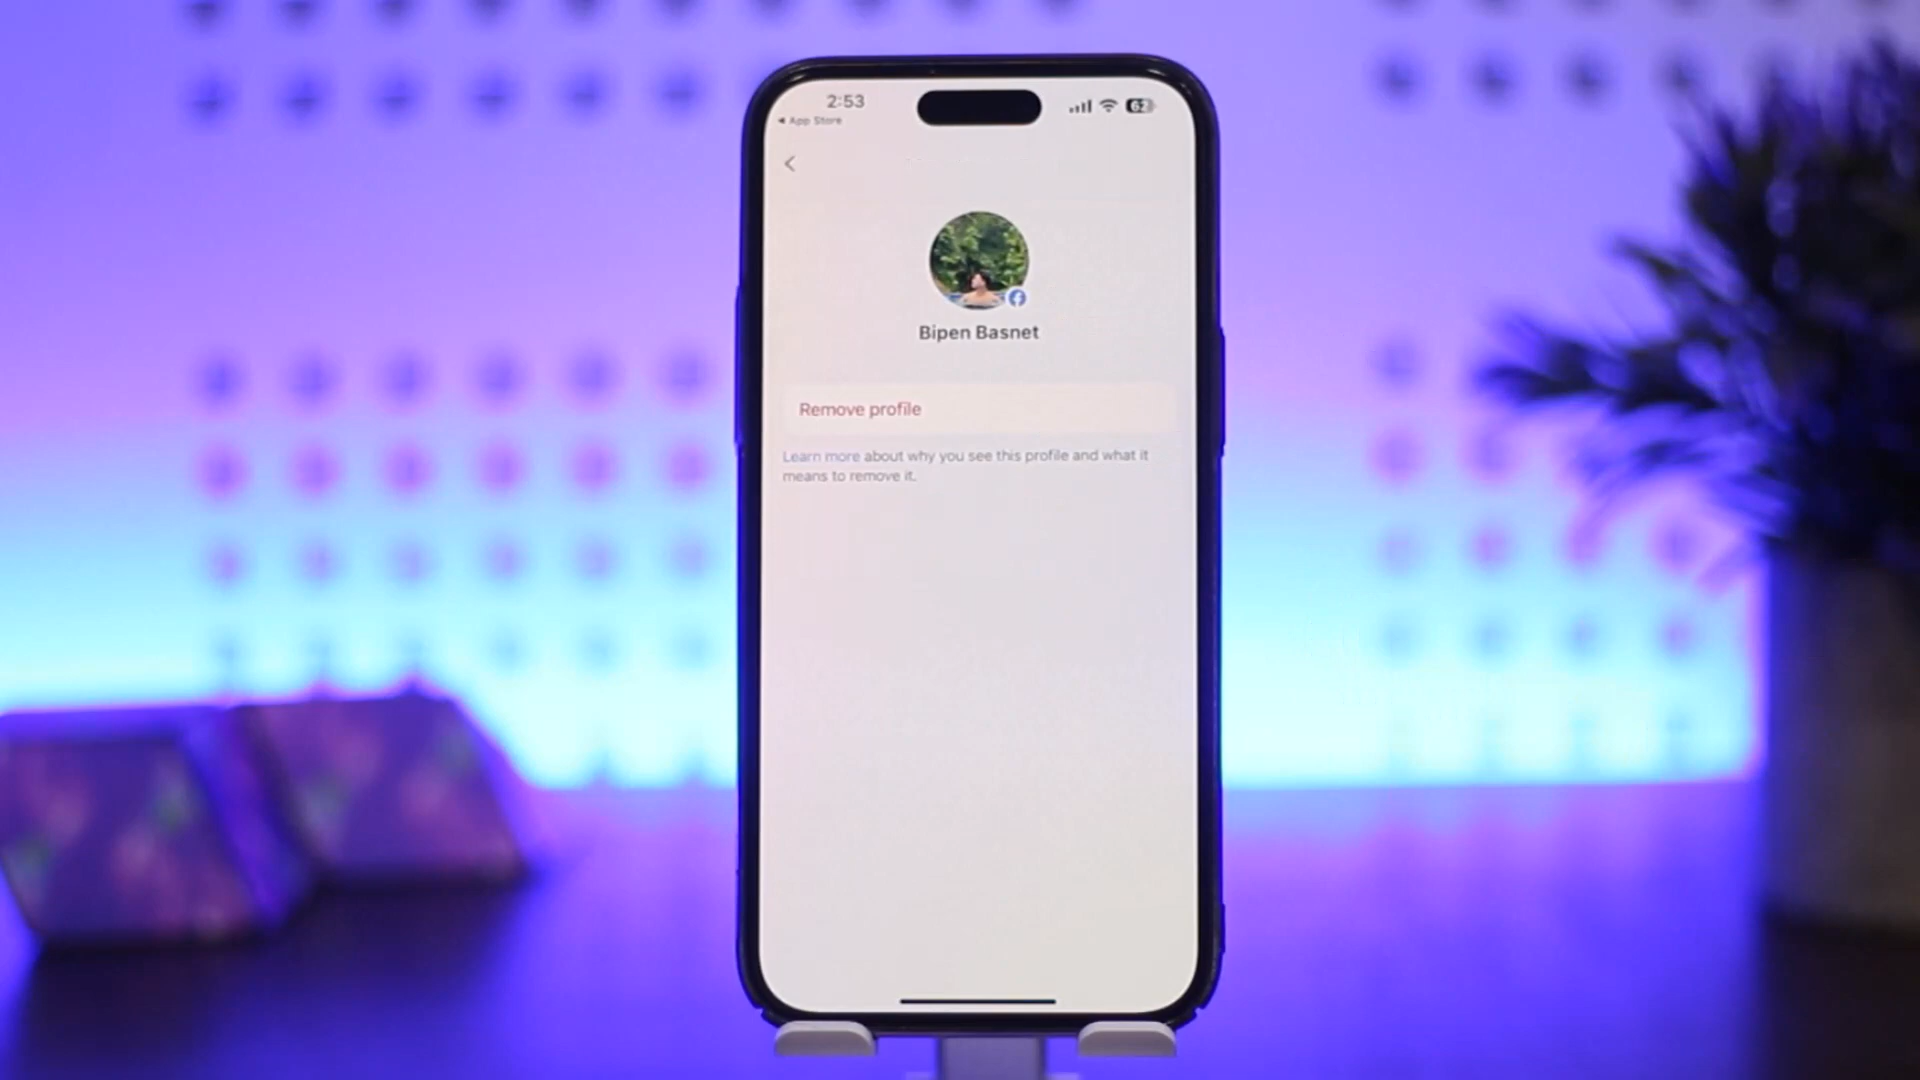 2:53
62
◀ App Store
Bipen Basnet
Remove profile
Learn more about why you see this profile and what it
means to remove it.